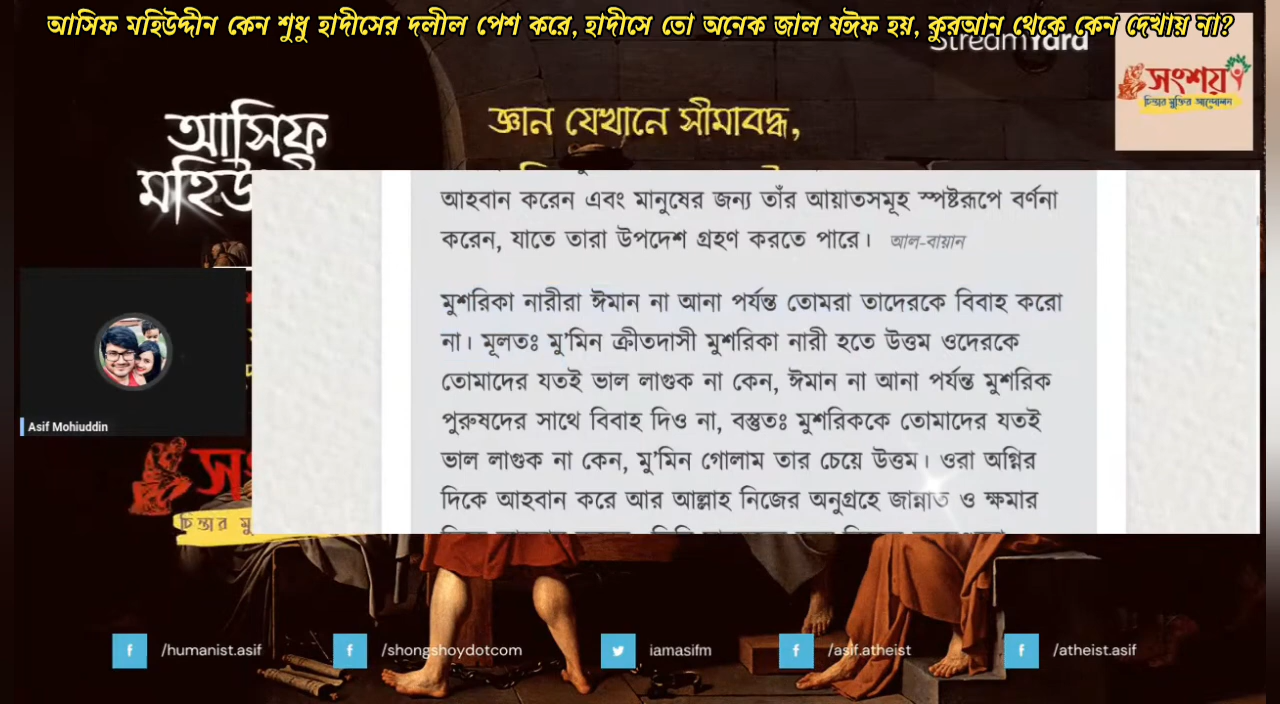 আসিফ মহিউদ্দীন কেন শুধু হাদীসের দলীল পেশ করে, হাদীসে তো অনেক জাল যঈফ হয়, কুরআন থেকে কেন দেখায় না?
StreamYard
সংশয়
চিন্তার মুক্তির আন্দোলন
আসিফ
মহিউ
জ্ঞান যেখানে সীমাবদ্ধ,
আহবান করেন এবং মানুষের জন্য তাঁর আয়াতসমূহ স্পষ্টরূপে বর্ণনা
করেন, যাতে তারা উপদেশ গ্রহণ করতে পারে। আল-বায়ান
মুশরিকা নারীরা ঈমান না আনা পর্যন্ত তোমরা তাদেরকে বিবাহ করো
না। মূলতঃ মু’মিন ক্রীতদাসী মুশরিকা নারী হতে উত্তম ওদেরকে
তোমাদের যতই ভাল লাগুক না কেন, ঈমান না আনা পর্যন্ত মুশরিক
পুরুষদের সাথে বিবাহ দিও না, বস্তুতঃ মুশরিককে তোমাদের যতই
ভাল লাগুক না কেন, মু’মিন গোলাম তার চেয়ে উত্তম। ওরা অগ্নির
দিকে আহবান করে আর আল্লাহ নিজের অনুগ্রহে জান্নাত ও ক্ষমার
Asif Mohiuddin
স
চিন্তার মু
/humanist.asif
/shongshoydotcom
iamasifm
/asif.atheist
/atheist.asif